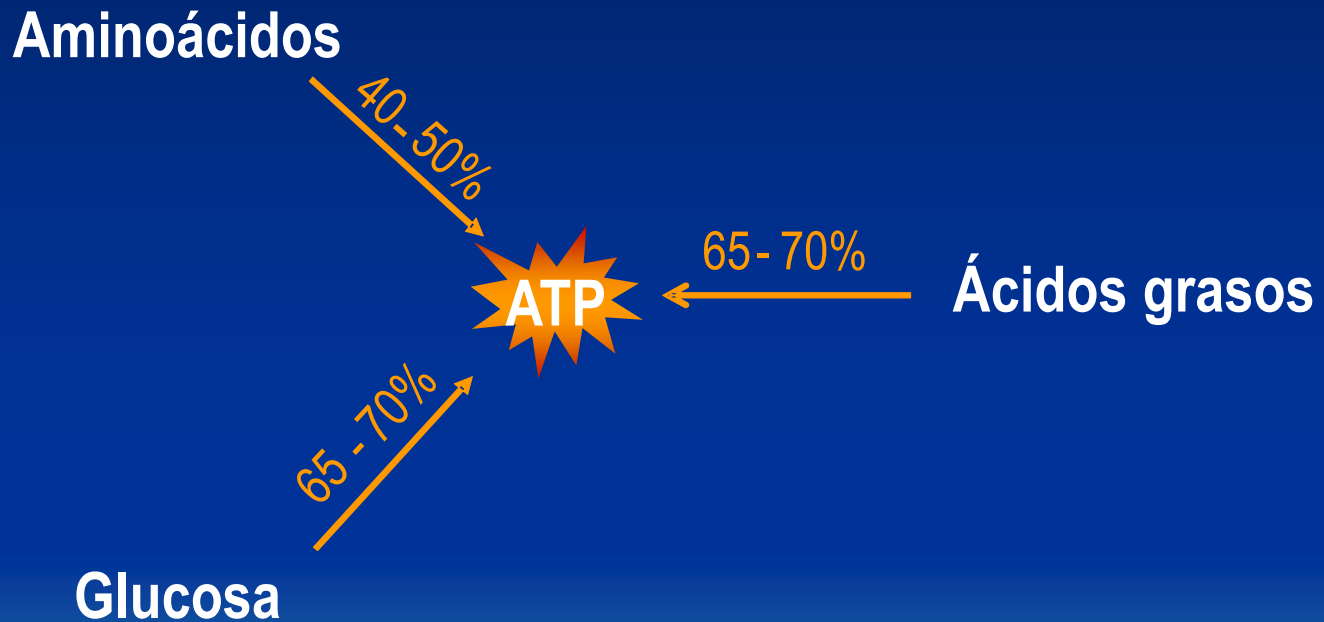 Aminoácidos
40-50%
65-70%
ATP
Ácidos grasos
65-70%
Glucosa